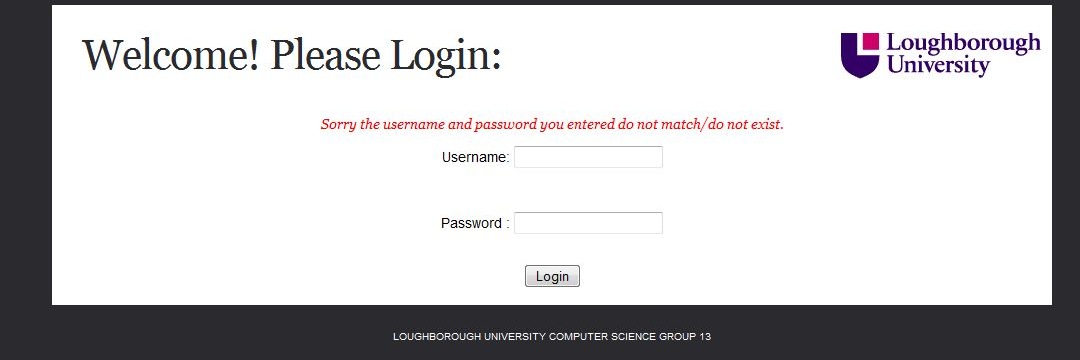 Welcome! Please Login:
Loughborough
University
Sorry the username and password you entered do not match/do not exist.
Username:
Password :
Login
LOUGHBOROUGH UNIVERSITY COMPUTER SCIENCE GROUP 13